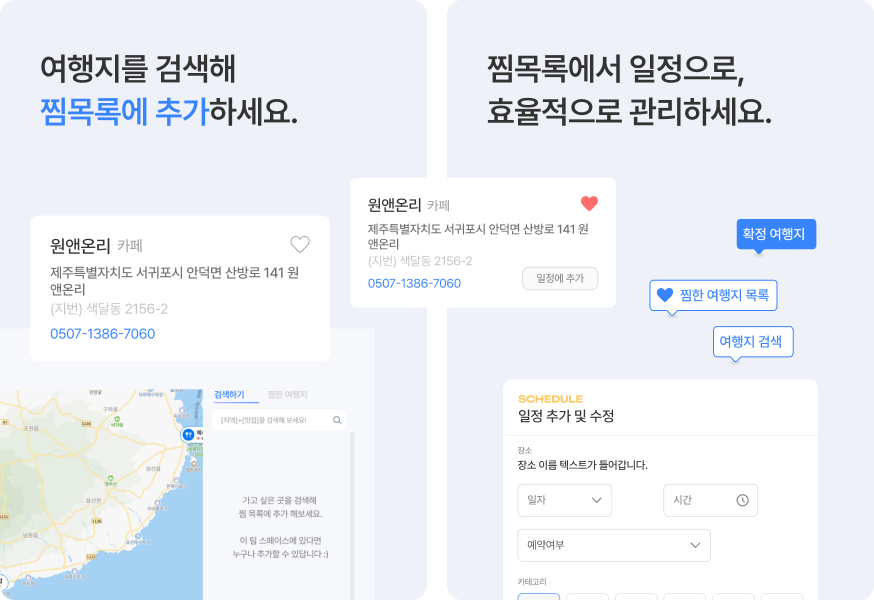 여행지를 검색해
찜목록에 추가하세요.
원앤온리 카페
제주특별자치도 서귀포시 안덕면 산방로 141 원
앤온리
(지번) 색달동 2156-2
0507-1386-7060
검색하기 찜한 여행지
[지역]+[맛집]를 검색해 보세요!
가고 싶은 곳을 검색해
찜 목록에 추가 해보세요.
이 팀 스페이스에 있다면
누구나 추가할 수 있답니다 :)
찜목록에서 일정으로,
효율적으로 관리하세요.
원앤온리 카페
제주특별자치도 서귀포시 안덕면 산방로 141 원
앤온리
(지번) 색달동 2156-2
0507-1386-7060
일정에 추가
확정 여행지
찜한 여행지 목록
여행지 검색
SCHEDULE
일정 추가 및 수정
장소
장소 이름 텍스트가 들어갑니다.
일자
시간
예약여부
카테고리